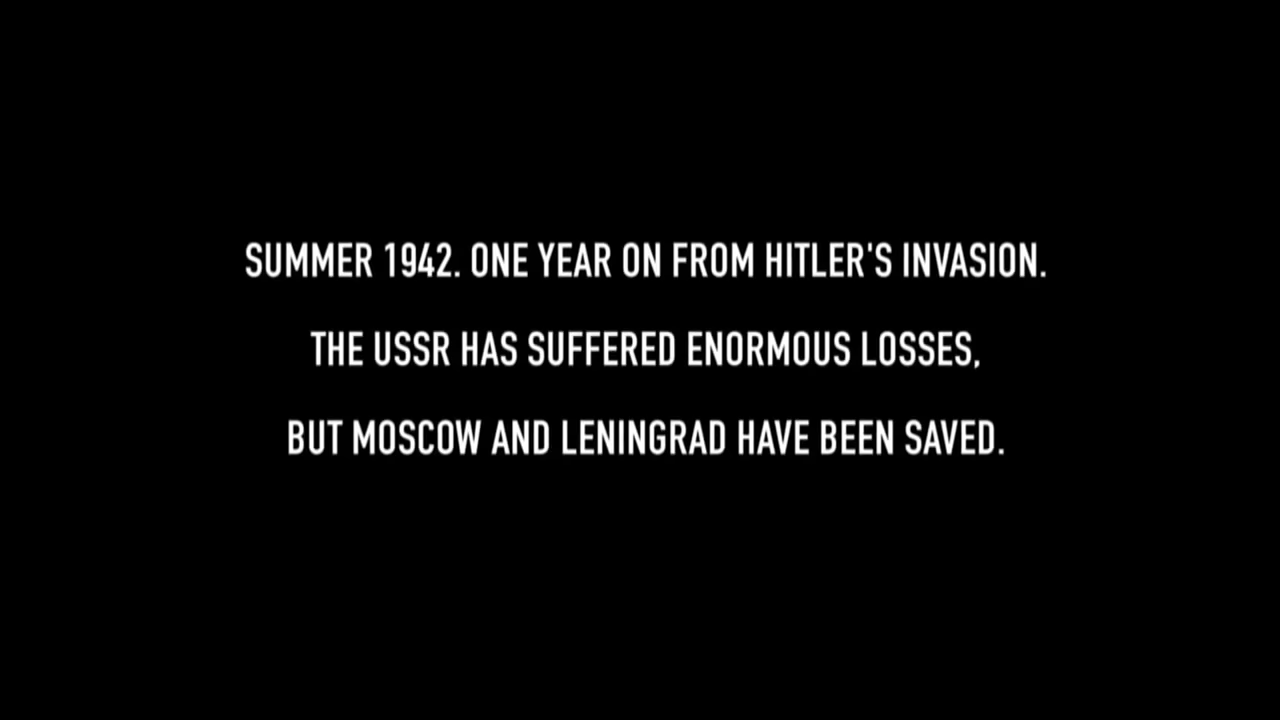 SUMMER 1942. ONE YEAR ON FROM HITLER'S INVASION.
THE USSR HAS SUFFERED ENORMOUS LOSSES,
BUT MOSCOW AND LENINGRAD HAVE BEEN SAVED.